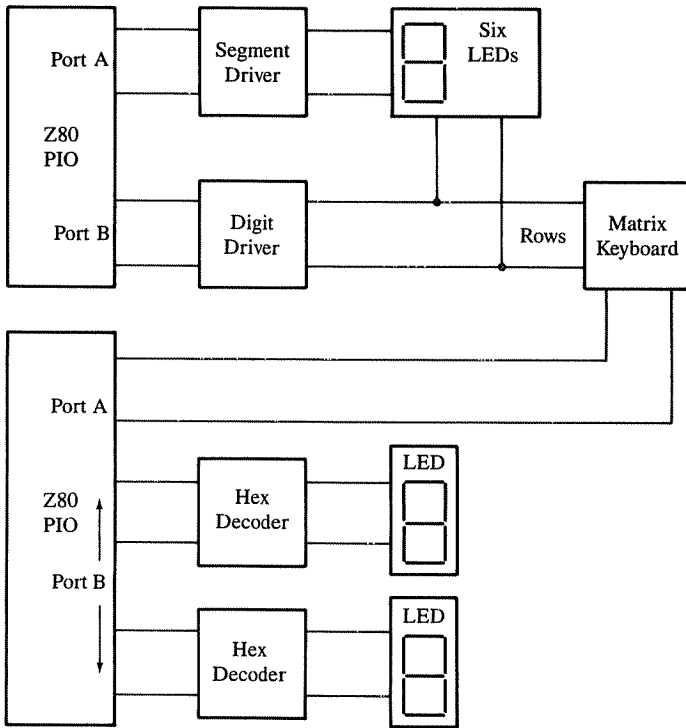 Port A
Z80
PIO
Port B
Segment
Driver
Six
LEDs
Digit
Driver
Rows
Matrix
Keyboard
Port A
Z80
PIO
Port B
Hex
Decoder
LED
Hex
Decoder
LED